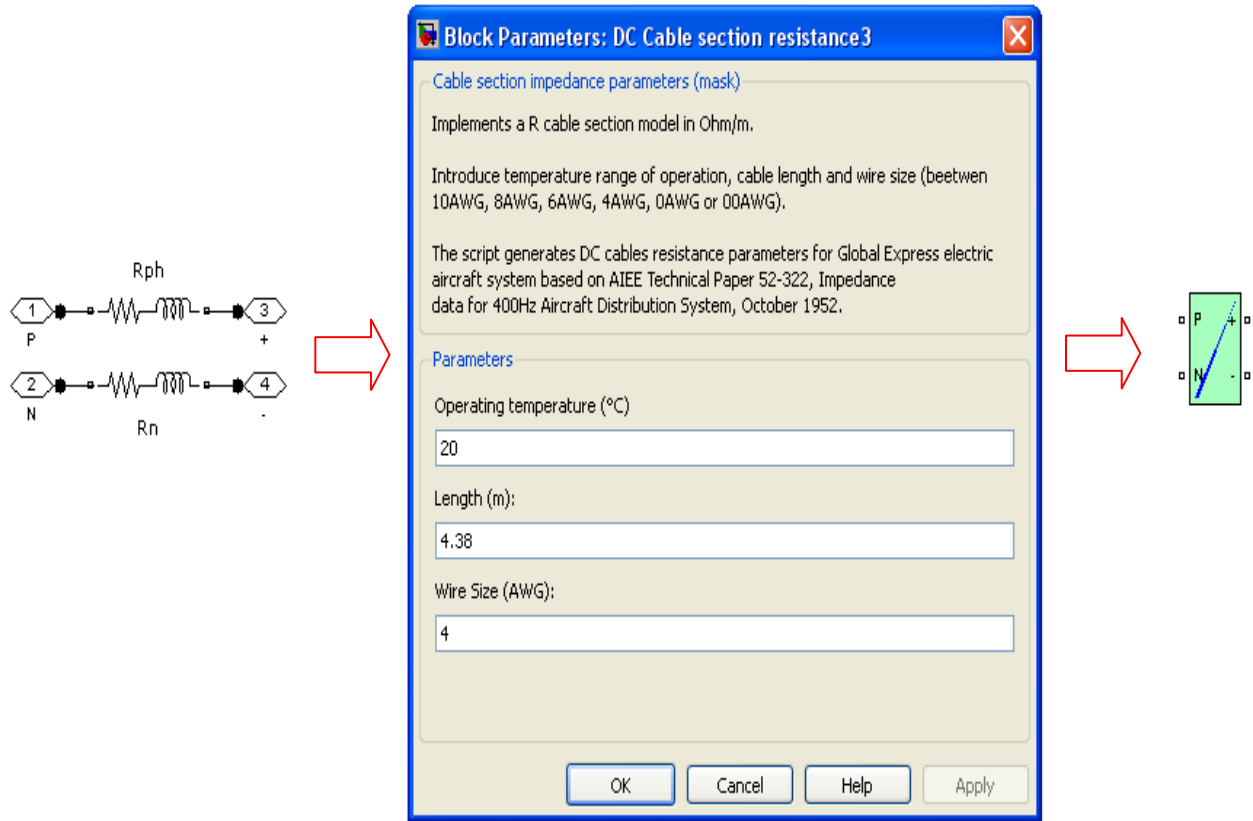 Block Parameters: DC Cable section resistance3
Cable section impedance parameters (mask)
Implements a R cable section model in Ohm/m.
Introduce temperature range of operation, cable length and wire size (beetwen
10AWG, 8AWG, 6AWG, 4AWG, 0AWG or 00AWG).
The script generates DC cables resistance parameters for Global Express electric
aircraft system based on AIEE Technical Paper 52-322, Impedance
data for 400Hz Aircraft Distribution System, October 1952.
Rph
1
3
P
+
2
4
N
-
Rn
Parameters
Operating temperature (°C)
20
Length (m):
4.38
Wire Size (AWG):
4
OK
Cancel
Help
Apply
P +
N -